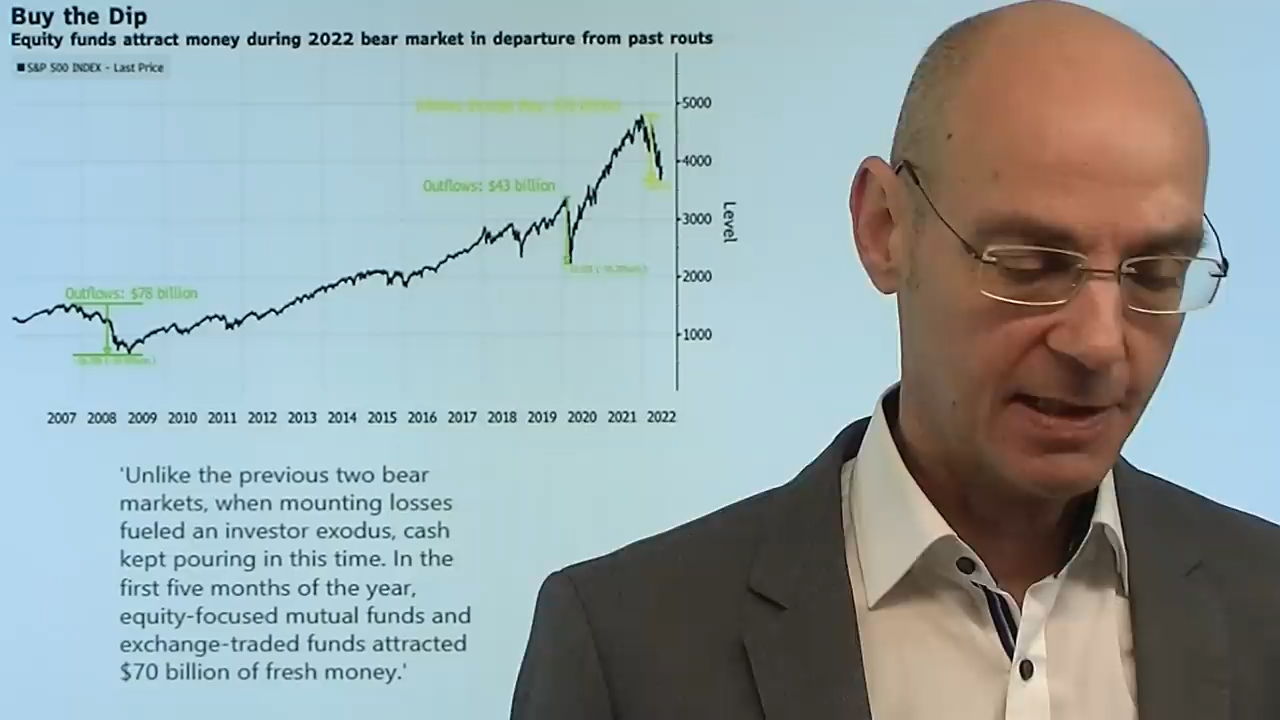 Buy the Dip
Equity funds attract money during 2022 bear market in departure from past routs
S&P 500 INDEX - Last Price
5000
4000
Outflows: $43 billion
3000
Level
2000
Outflows: $78 billion
1000
2007 2008 2009 2010 2011 2012 2013 2014 2015 2016 2017 2018 2019 2020 2021 2022
'Unlike the previous two bear
markets, when mounting losses
fueled an investor exodus, cash
kept pouring in this time. In the
first five months of the year,
equity-focused mutual funds and
exchange-traded funds attracted
$70 billion of fresh money.'